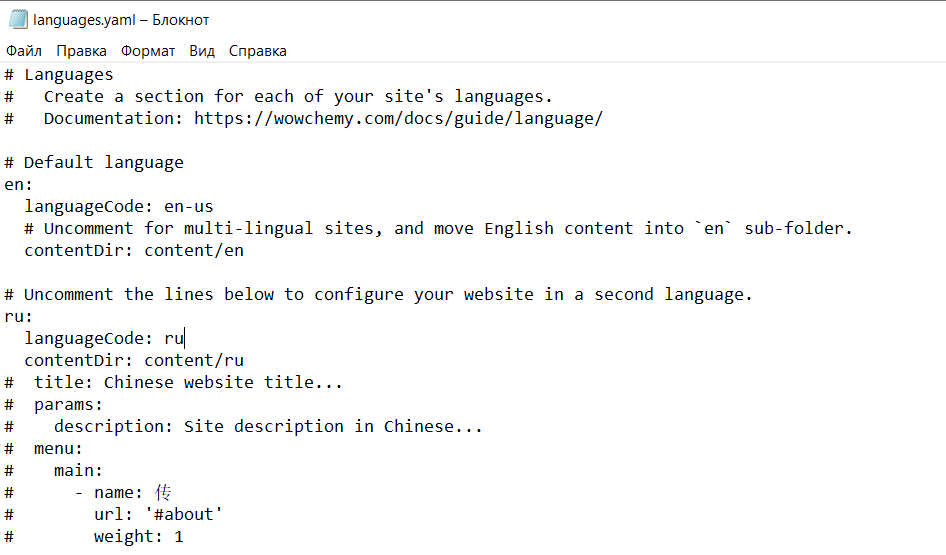 languages.yaml – Блокнот
Файл Правка Формат Вид Справка
# Languages
#   Create a section for each of your site's languages.
#   Documentation: https://wowchemy.com/docs/guide/language/

# Default language
en:
  languageCode: en-us
  # Uncomment for multi-lingual sites, and move English content into `en` sub-folder.
  contentDir: content/en

# Uncomment the lines below to configure your website in a second language.
ru:
  languageCode: ru
  contentDir: content/ru
#  title: Chinese website title...
#  params:
#    description: Site description in Chinese...
#  menu:
#    main:
#      - name: 传
#        url: '#about'
#        weight: 1